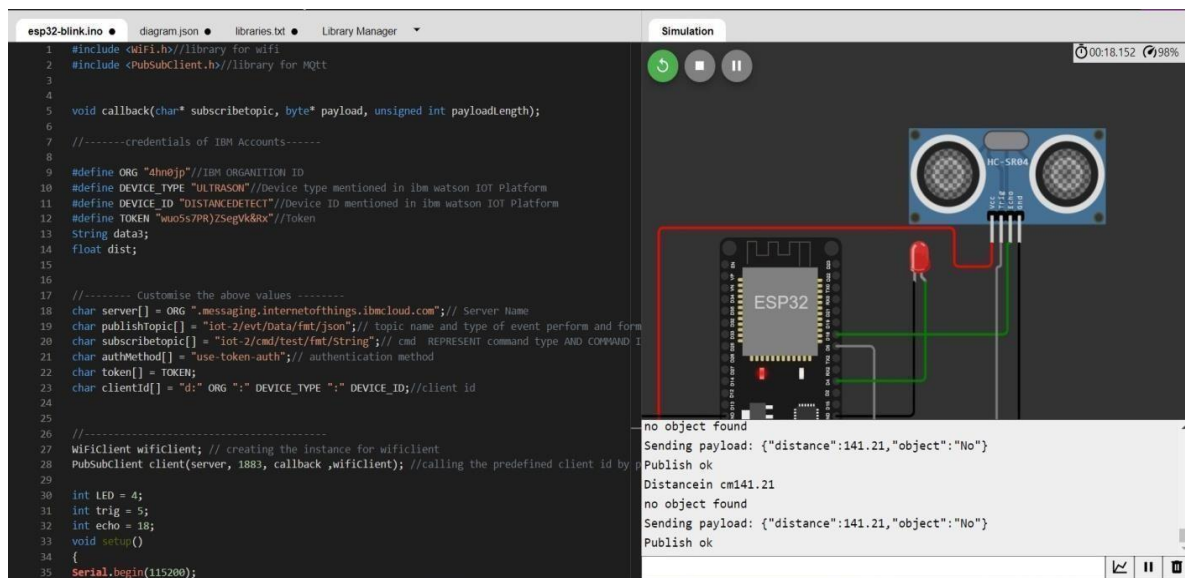 esp32-blink.ino ● diagram.json ● libraries.txt ● Library Manager
1 #include <WiFi.h>//library for wifi
2 #include <PubSubClient.h>//library for MQtt
3
4
5 void callback(char* subscribetopic, byte* payload, unsigned int payloadLength);
6
7 //-------credentials of IBM Accounts------
8
9 #define ORG "4hn0jp"//IBM ORGANITION ID
10 #define DEVICE_TYPE "ULTRASON"//Device type mentioned in ibm watson IOT Platform
11 #define DEVICE_ID "DISTANCEDETECT"//Device ID mentioned in ibm watson IOT Platform
12 #define TOKEN "wuo5s7PR)ZSegVk&Rx"//Token
13 String data3;
14 float dist;
15
16
17 //-------- Customise the above values --------
18 char server[] = ORG ".messaging.internetofthings.ibmcloud.com";// Server Name
19 char publishTopic[] = "iot-2/evt/Data/fmt/json";// topic name and type of event perform and form
20 char subscribetopic[] = "iot-2/cmd/test/fmt/String";// cmd REPRESENT command type AND COMMAND I
21 char authMethod[] = "use-token-auth";// authentication method
22 char token[] = TOKEN;
23 char clientId[] = "d:" ORG ":" DEVICE_TYPE ":" DEVICE_ID;//client id
24
25
26 //-----------------------------------------
27 WiFiClient wifiClient; // creating the instance for wificlient
28 PubSubClient client(server, 1883, callback ,wifiClient); //calling the predefined client id by p
29
30 int LED = 4;
31 int trig = 5;
32 int echo = 18;
33 void setup()
34 {
35 Serial.begin(115200);
Simulation
00:18.152 98%
HC-SR04
Vcc Trig Echo Gnd
ESP32
no object found
Sending payload: {"distance":141.21,"object":"No"}
Publish ok
Distancein cm141.21
no object found
Sending payload: {"distance":141.21,"object":"No"}
Publish ok